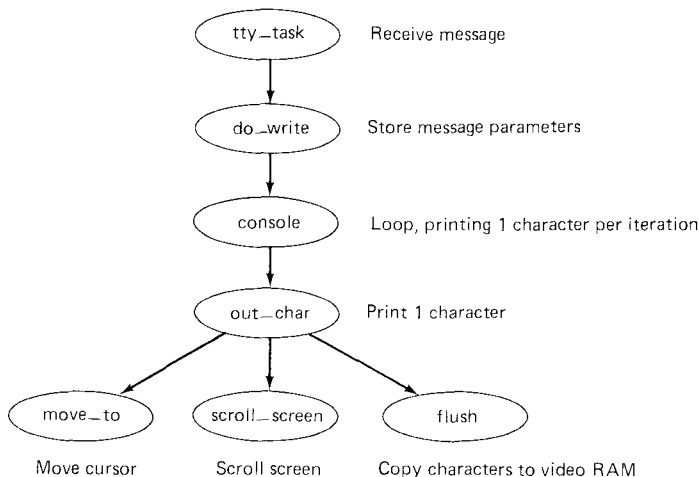 tty_task Receive message
do_write Store message parameters
console Loop, printing 1 character per iteration
out_char Print 1 character
move_to scroll_screen flush
Move cursor Scroll screen Copy characters to video RAM